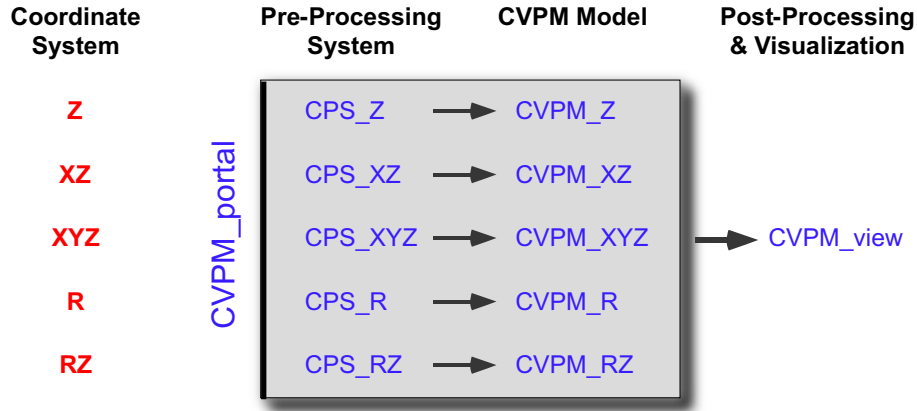 Coordinate
System
Pre-Processing
System
CVPM Model
Post-Processing
& Visualization
CVPM_portal
Z
CPS_Z
CVPM_Z
XZ
CPS_XZ
CVPM_XZ
XYZ
CPS_XYZ
CVPM_XYZ
CVPM_view
R
CPS_R
CVPM_R
RZ
CPS_RZ
CVPM_RZ